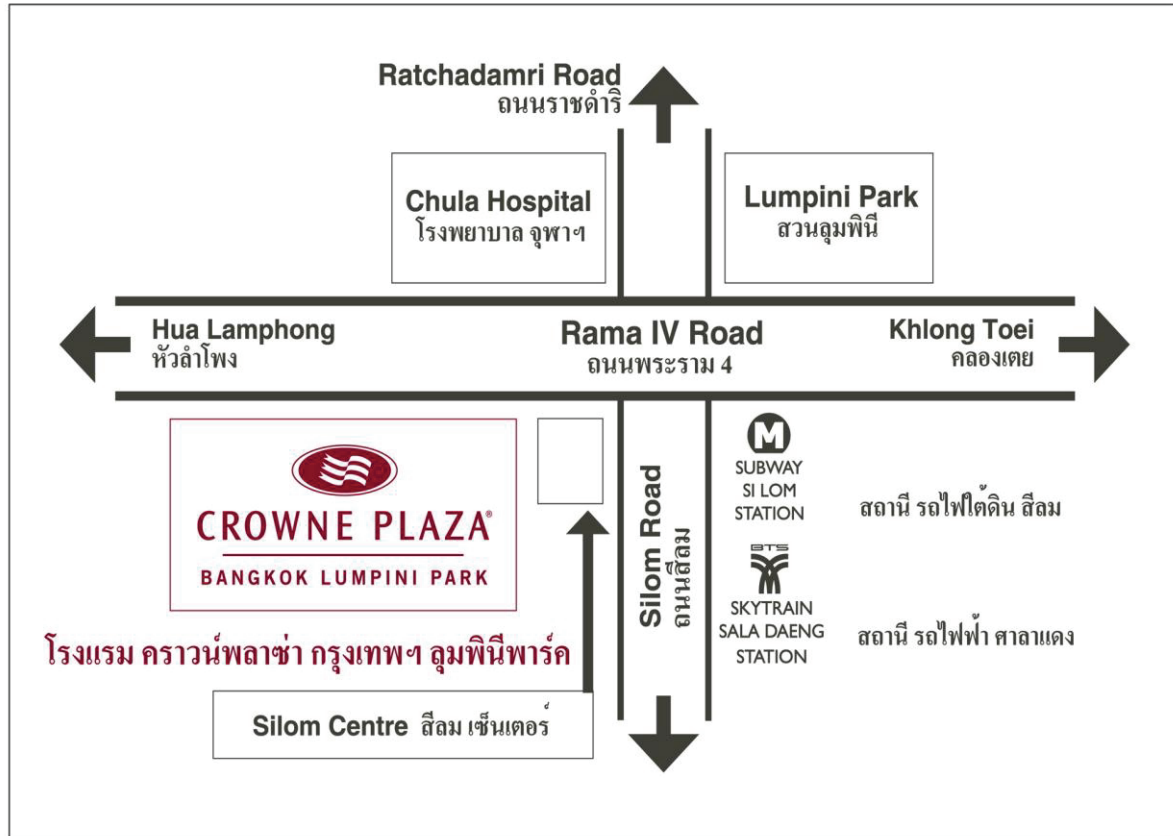 Ratchadamri Road
ถนนราชดำริ
Chula Hospital
โรงพยาบาล จุฬาฯ
Lumpini Park
สวนลุมพินี
Hua Lamphong
หัวลำโพง
Rama IV Road
ถนนพระราม 4
Khlong Toei
คลองเตย
CROWNE PLAZA®
BANGKOK LUMPINI PARK
โรงแรม คราวน์พลาซ่า กรุงเทพฯ ลุมพินีพาร์ค
Silom Centre สีลม เซ็นเตอร์
Silom Road
ถนนสีลม
M
SUBWAY
SI LOM
STATION
สถานี รถไฟใต้ดิน สีลม
BTS
SKYTRAIN
SALA DAENG
STATION
สถานี รถไฟฟ้า ศาลาแดง